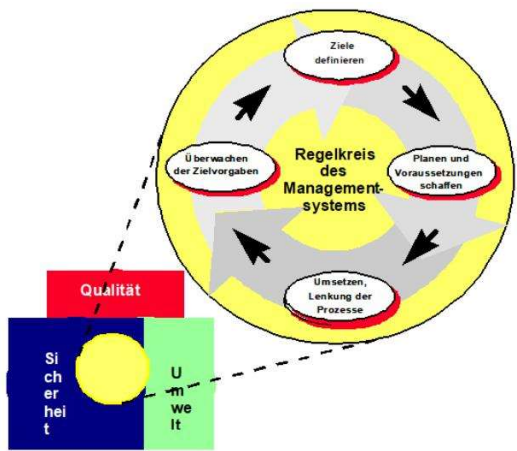 Ziele
definieren
Überwachen
der Zielvorgaben
Regelkreis
des
Management-
systems
Planen und
Voraussetzungen
schaffen
Umsetzen,
Lenkung der
Prozesse
Qualität
Si
ch
er
hei
t
U
m
we
lt